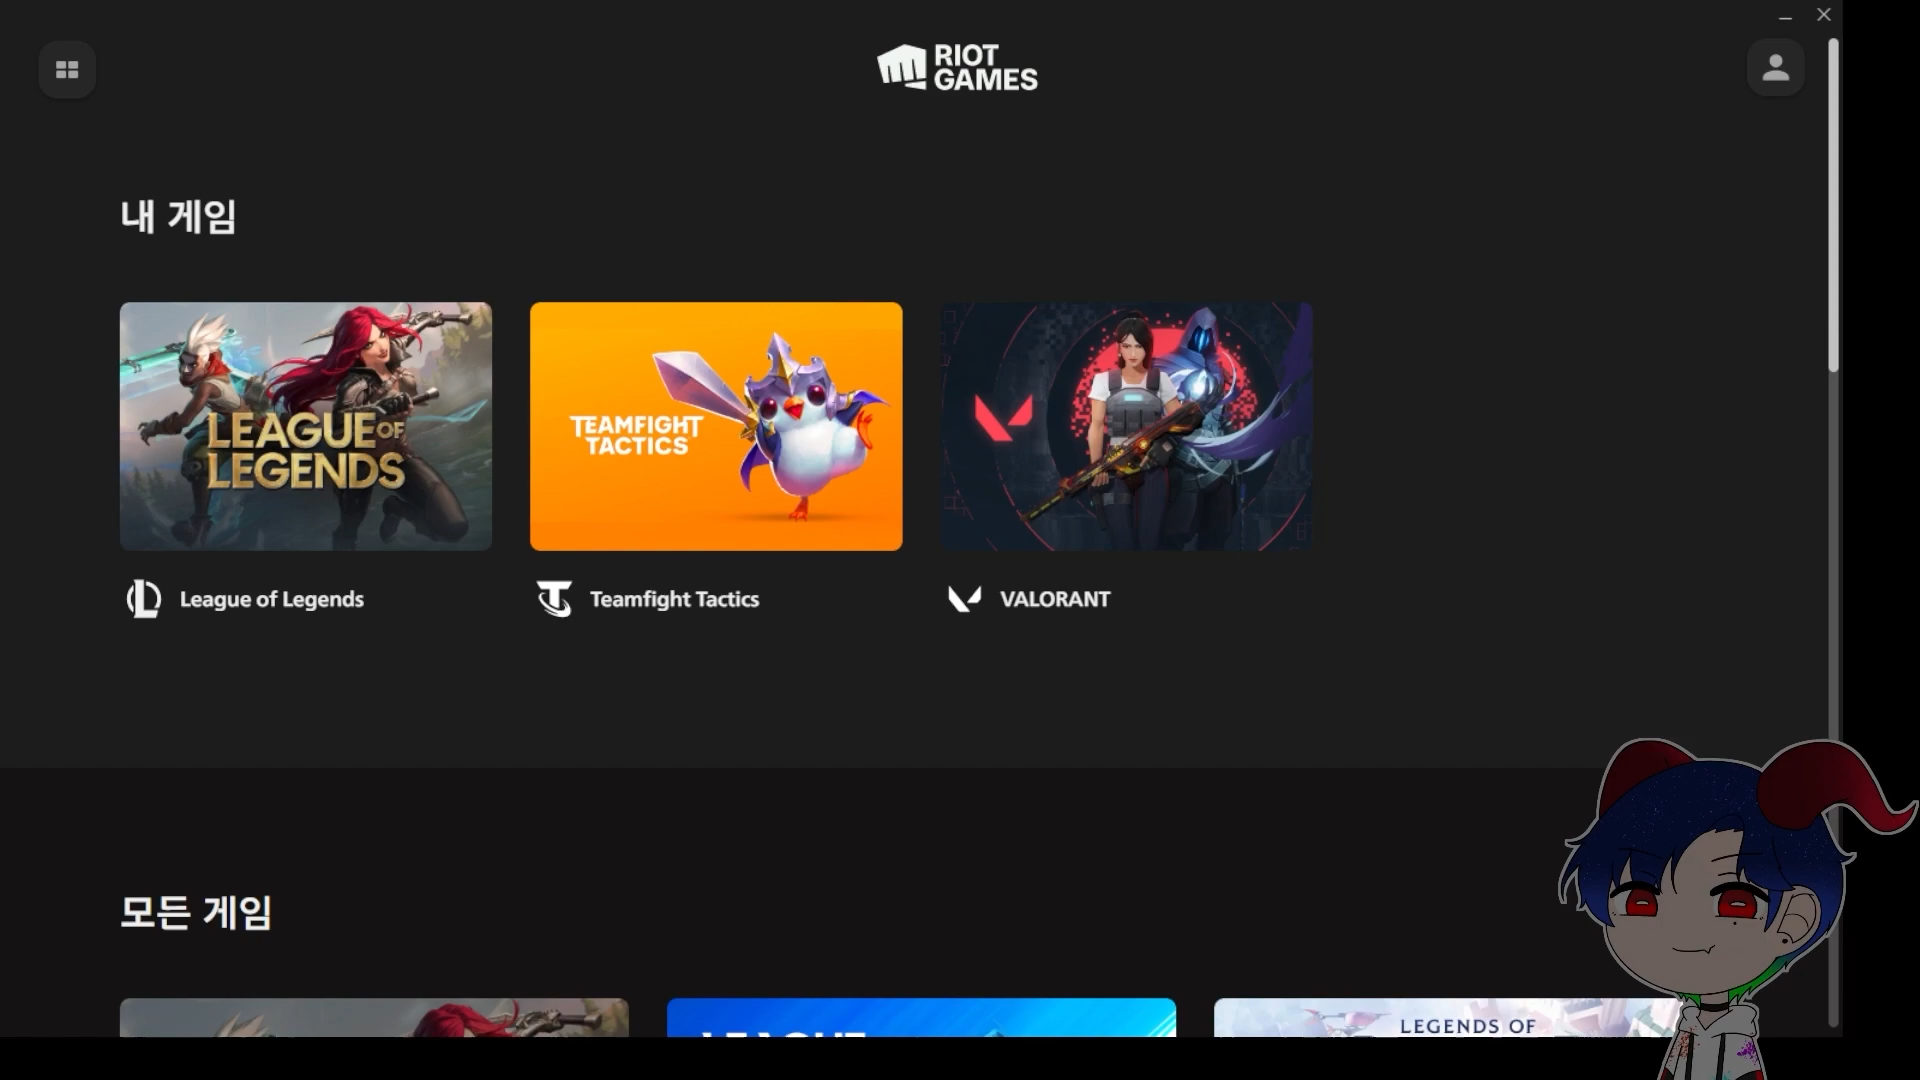 RIOT
GAMES
내 게임
LEAGUE OF
LEGENDS
TEAMFIGHT
TACTICS
League of Legends
Teamfight Tactics
VALORANT
모든 게임
LEGENDS OF